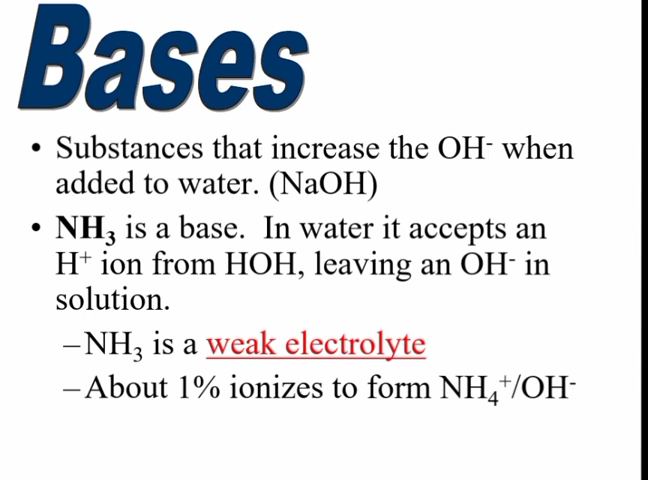 Bases
• Substances that increase the OH⁻ when
added to water. (NaOH)
• NH₃ is a base. In water it accepts an
H⁺ ion from HOH, leaving an OH⁻ in
solution.
–NH₃ is a weak electrolyte
–About 1% ionizes to form NH₄⁺/OH⁻